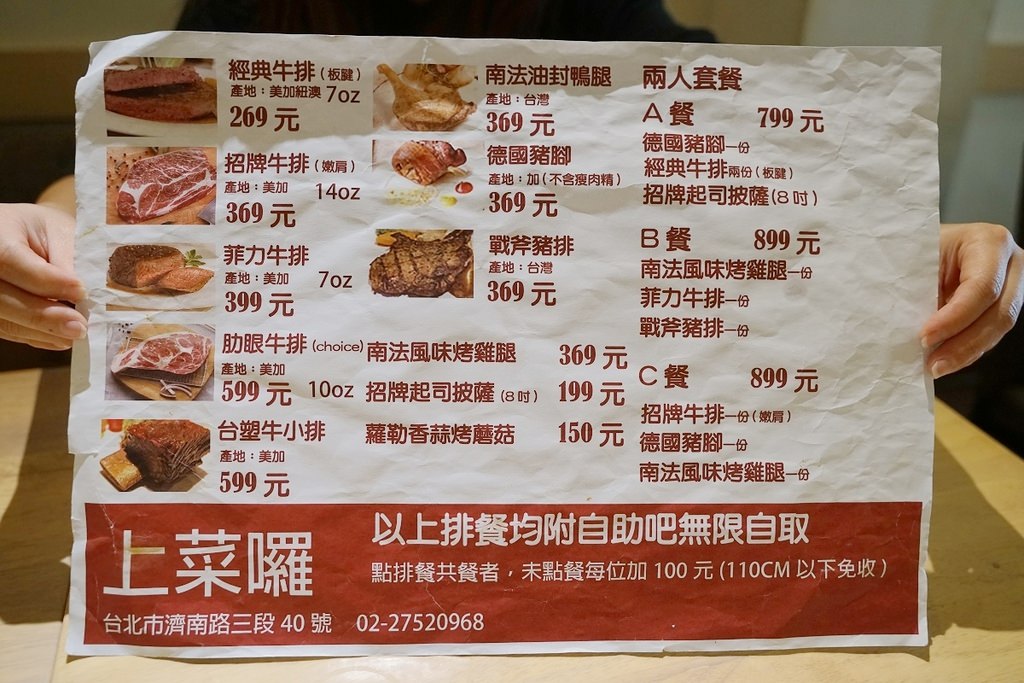 經典牛排(板腱)
產地：美加紐澳 7oz
269 元
招牌牛排(嫩肩)
產地：美加 14oz
369 元
菲力牛排
產地：美加 7oz
399 元
肋眼牛排(choice)
產地：美加
599 元 10oz
台塑牛小排
產地：美加
599 元
南法油封鴨腿
產地：台灣
369 元
德國豬腳
產地：加(不含瘦肉精)
369 元
戰斧豬排
產地：台灣
369 元
南法風味烤雞腿 369 元
招牌起司披薩(8吋) 199 元
蘿勒香蒜烤蘑菇 150 元
兩人套餐
A 餐 799 元
德國豬腳一份
經典牛排兩份(板腱)
招牌起司披薩(8吋)
B 餐 899 元
南法風味烤雞腿一份
菲力牛排一份
戰斧豬排一份
C 餐 899 元
招牌牛排一份(嫩肩)
德國豬腳一份
南法風味烤雞腿一份
上菜囉
以上排餐均附自助吧無限自取
點排餐共餐者，未點餐每位加 100 元 (110CM 以下免收)
台北市濟南路三段 40 號 02-27520968